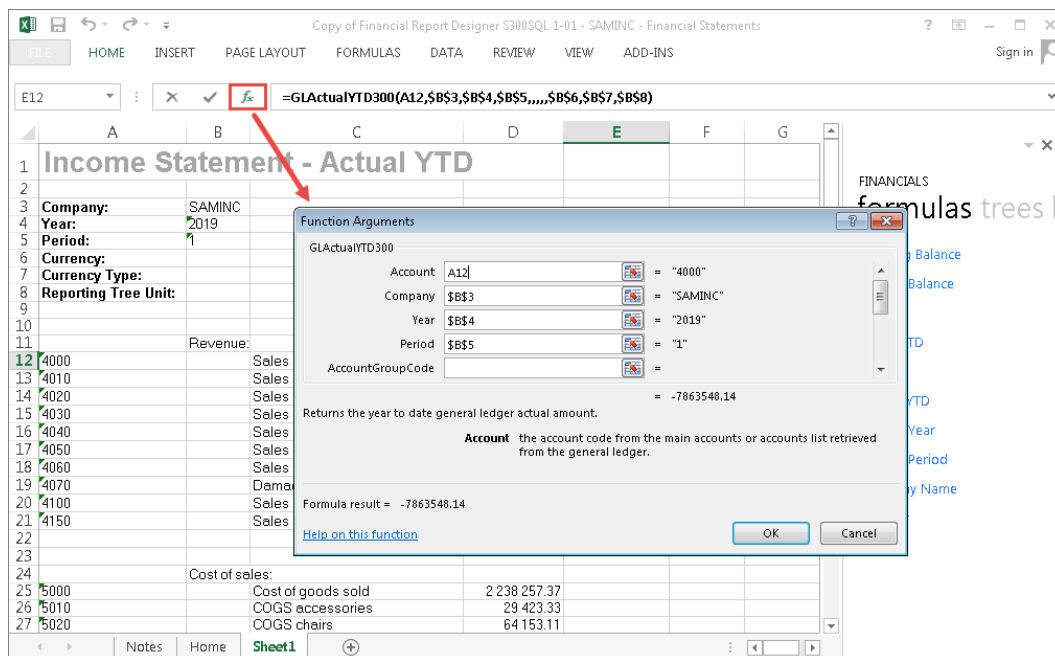 Copy of Financial Report Designer S300SQL 1-01 - SAMINC - Financial Statements
FILE HOME INSERT PAGE LAYOUT FORMULAS DATA REVIEW VIEW ADD-INS Sign in
E12 fx =GLActualYTD300(A12,$B$3,$B$4,$B$5,,,,,$B$6,$B$7,$B$8)
A B C D E F G
1 Income Statement - Actual YTD
2
3 Company: SAMINC
4 Year: 2019
5 Period: 1
6 Currency:
7 Currency Type:
8 Reporting Tree Unit:
9
10
11 Revenue:
12 4000 Sales
13 4010 Sales
14 4020 Sales
15 4030 Sales
16 4040 Sales
17 4050 Sales
18 4060 Sales
19 4070
20 4100 Sales
21 4150 Sales
22
23
24 Cost of sales:
25 5000 Cost of goods sold 2 238 257.37
26 5010 COGS accessories 29 423.33
27 5020 COGS chairs 64 153.11
Notes Home Sheet1
Function Arguments
GLActualYTD300
Account A12 = "4000"
Company $B$3 = "SAMINC"
Year $B$4 = "2019"
Period $B$5 = "1"
AccountGroupCode =
= -7863548.14
Returns the year to date general ledger actual amount.
Account the account code from the main accounts or accounts list retrieved
from the general ledger.
Formula result = -7863548.14
Help on this function
OK Cancel
FINANCIALS
formulas trees
Balance
Balance
YTD
Year
Period
Name